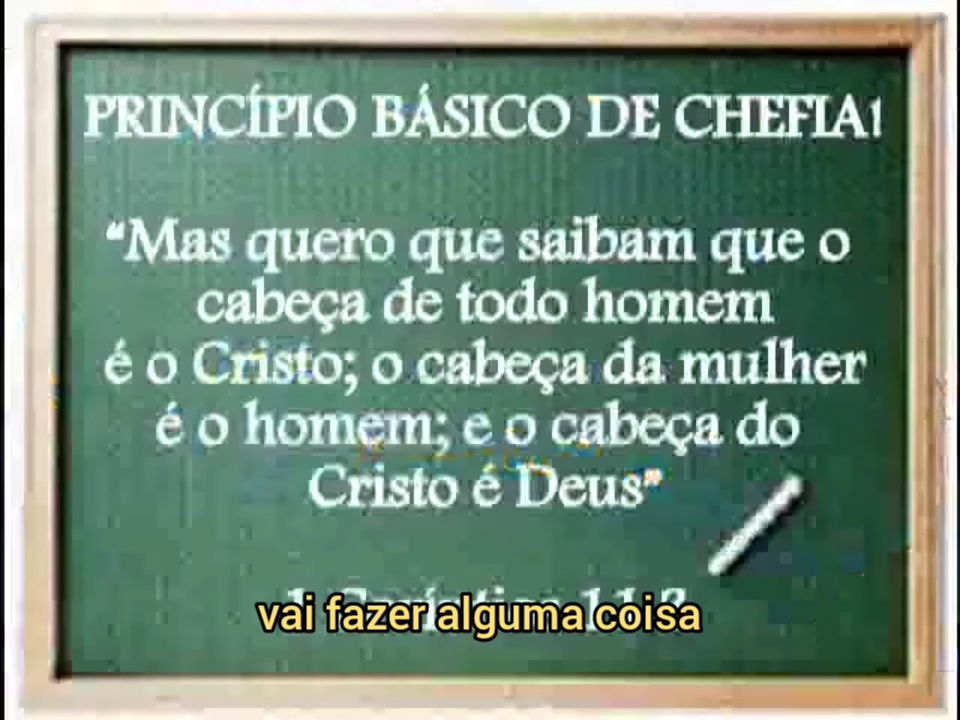 PRINCÍPIO BÁSICO DE CHEFIA!
“Mas quero que saibam que o
cabeça de todo homem
é o Cristo; o cabeça da mulher
é o homem; e o cabeça do
Cristo é Deus”
vai fazer alguma coisa